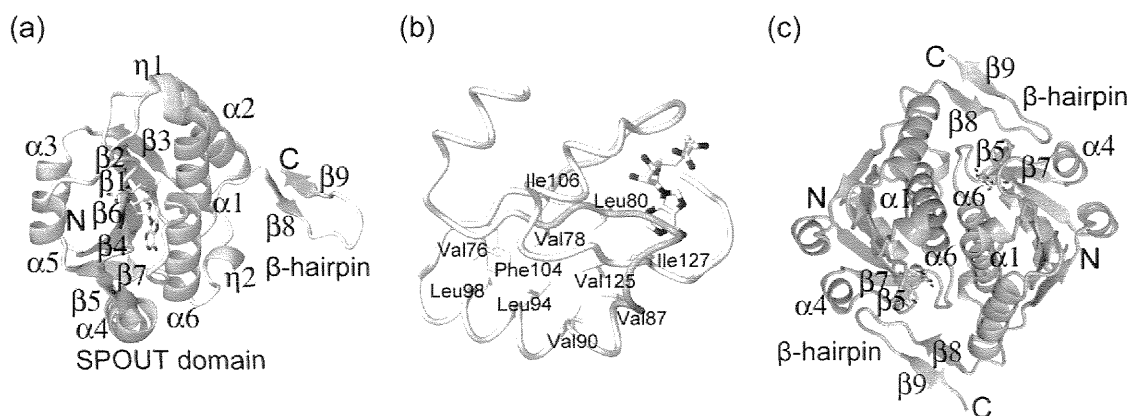 (a)
η1
α2
α3
β3
β2
β1
C
β9
N
β6
α1
β8
β4
α5
β7
η2
β-hairpin
β5
α4
α6
SPOUT domain
(b)
Ile106
Leu80
Val76
Val78
Phe104
Ile127
Leu98
Val125
Leu94
Val87
Val90
(c)
C
β9
β-hairpin
β8
α4
β5
β7
α1
α6
N
N
α6
α1
β7
α4
β5
β-hairpin
β8
β9
C